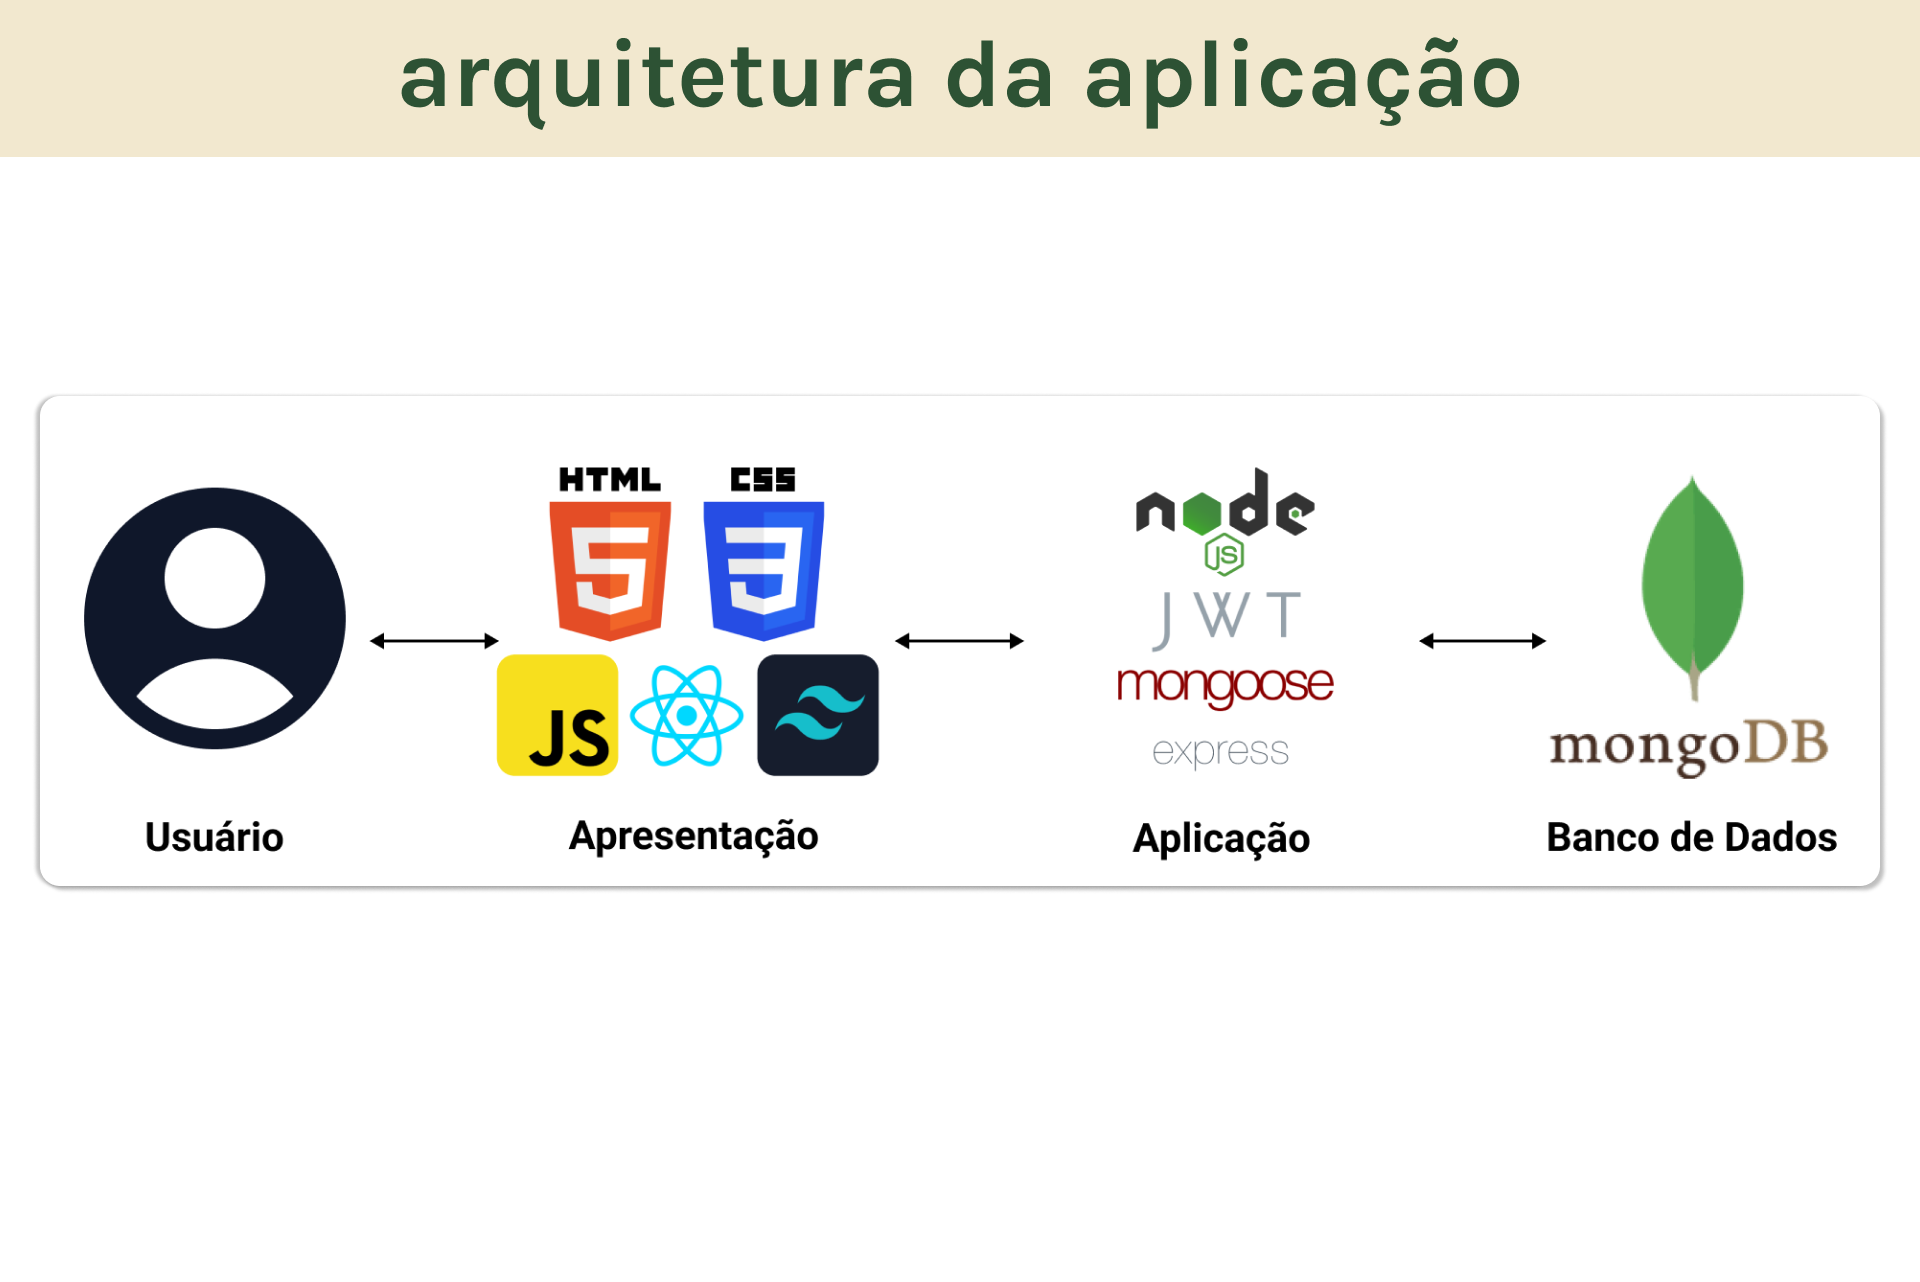 arquitetura da aplicação
HTML
CSS
5
3
JS
node
JS
JWT
mongoose
express
mongoDB
Usuário
Apresentação
Aplicação
Banco de Dados